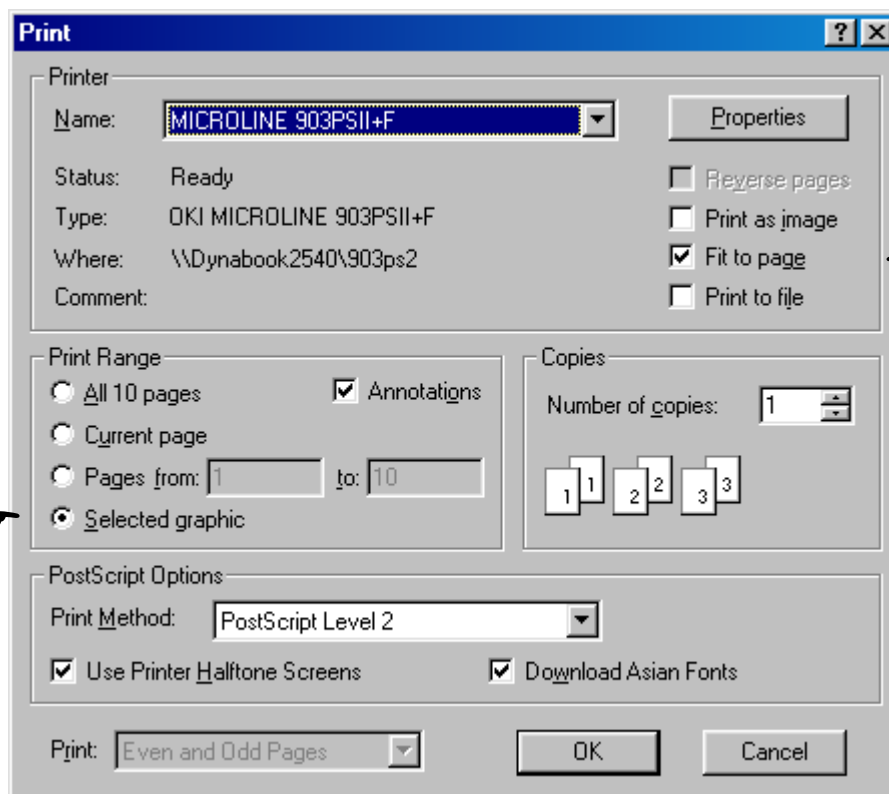 Print
Printer
Name: MICROLINE 903PSII+F Properties
Status: Ready Reverse pages
Type: OKI MICROLINE 903PSII+F Print as image
Where: \\Dynabook2540\903ps2 Fit to page
Comment: Print to file
Print Range Copies
All 10 pages Annotations Number of copies: 1
Current page
Pages from: 1 to: 10 1 1 2 2 3 3
Selected graphic
PostScript Options
Print Method: PostScript Level 2
Use Printer Halftone Screens Download Asian Fonts
Print: Even and Odd Pages OK Cancel